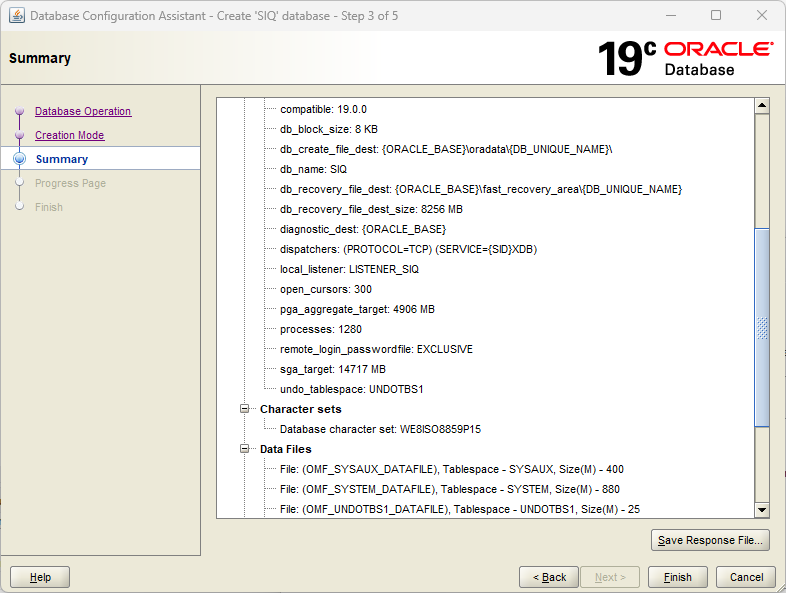 Database Configuration Assistant - Create 'SIQ' database - Step 3 of 5
Summary
19c ORACLE
Database
Database Operation
Creation Mode
Summary
Progress Page
Finish
compatible: 19.0.0
db_block_size: 8 KB
db_create_file_dest: {ORACLE_BASE}\oradata\{DB_UNIQUE_NAME}\
db_name: SIQ
db_recovery_file_dest: {ORACLE_BASE}\fast_recovery_area\{DB_UNIQUE_NAME}
db_recovery_file_dest_size: 8256 MB
diagnostic_dest: {ORACLE_BASE}
dispatchers: (PROTOCOL=TCP) (SERVICE={SID}XDB)
local_listener: LISTENER_SIQ
open_cursors: 300
pga_aggregate_target: 4906 MB
processes: 1280
remote_login_passwordfile: EXCLUSIVE
sga_target: 14717 MB
undo_tablespace: UNDOTBS1
Character sets
Database character set: WE8ISO8859P15
Data Files
File: (OMF_SYSAUX_DATAFILE), Tablespace - SYSAUX, Size(M) - 400
File: (OMF_SYSTEM_DATAFILE), Tablespace - SYSTEM, Size(M) - 880
File: (OMF_UNDOTBS1_DATAFILE), Tablespace - UNDOTBS1, Size(M) - 25
Save Response File...
Help
< Back
Next >
Finish
Cancel